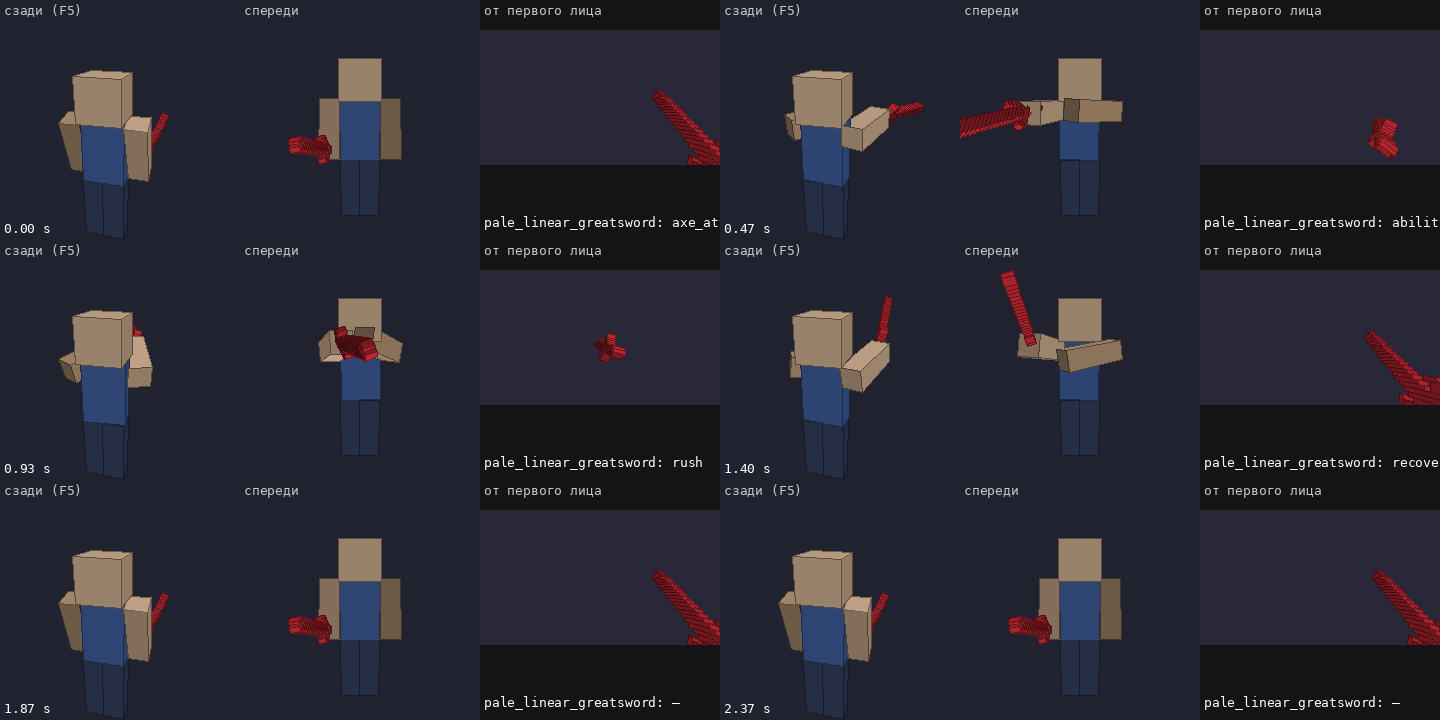 сзади (F5) спереди от первого лица спереди от первого лица
сзади (F5)
0.00 s pale_linear_greatsword: axe_at
0.47 s pale_linear_greatsword: abilit
сзади (F5) спереди от первого лица
сзади (F5) спереди от первого лица
0.93 s pale_linear_greatsword: rush
1.40 s pale_linear_greatsword: recove
сзади (F5) спереди от первого лица
сзади (F5) спереди от первого лица
1.87 s pale_linear_greatsword: —
2.37 s pale_linear_greatsword: —